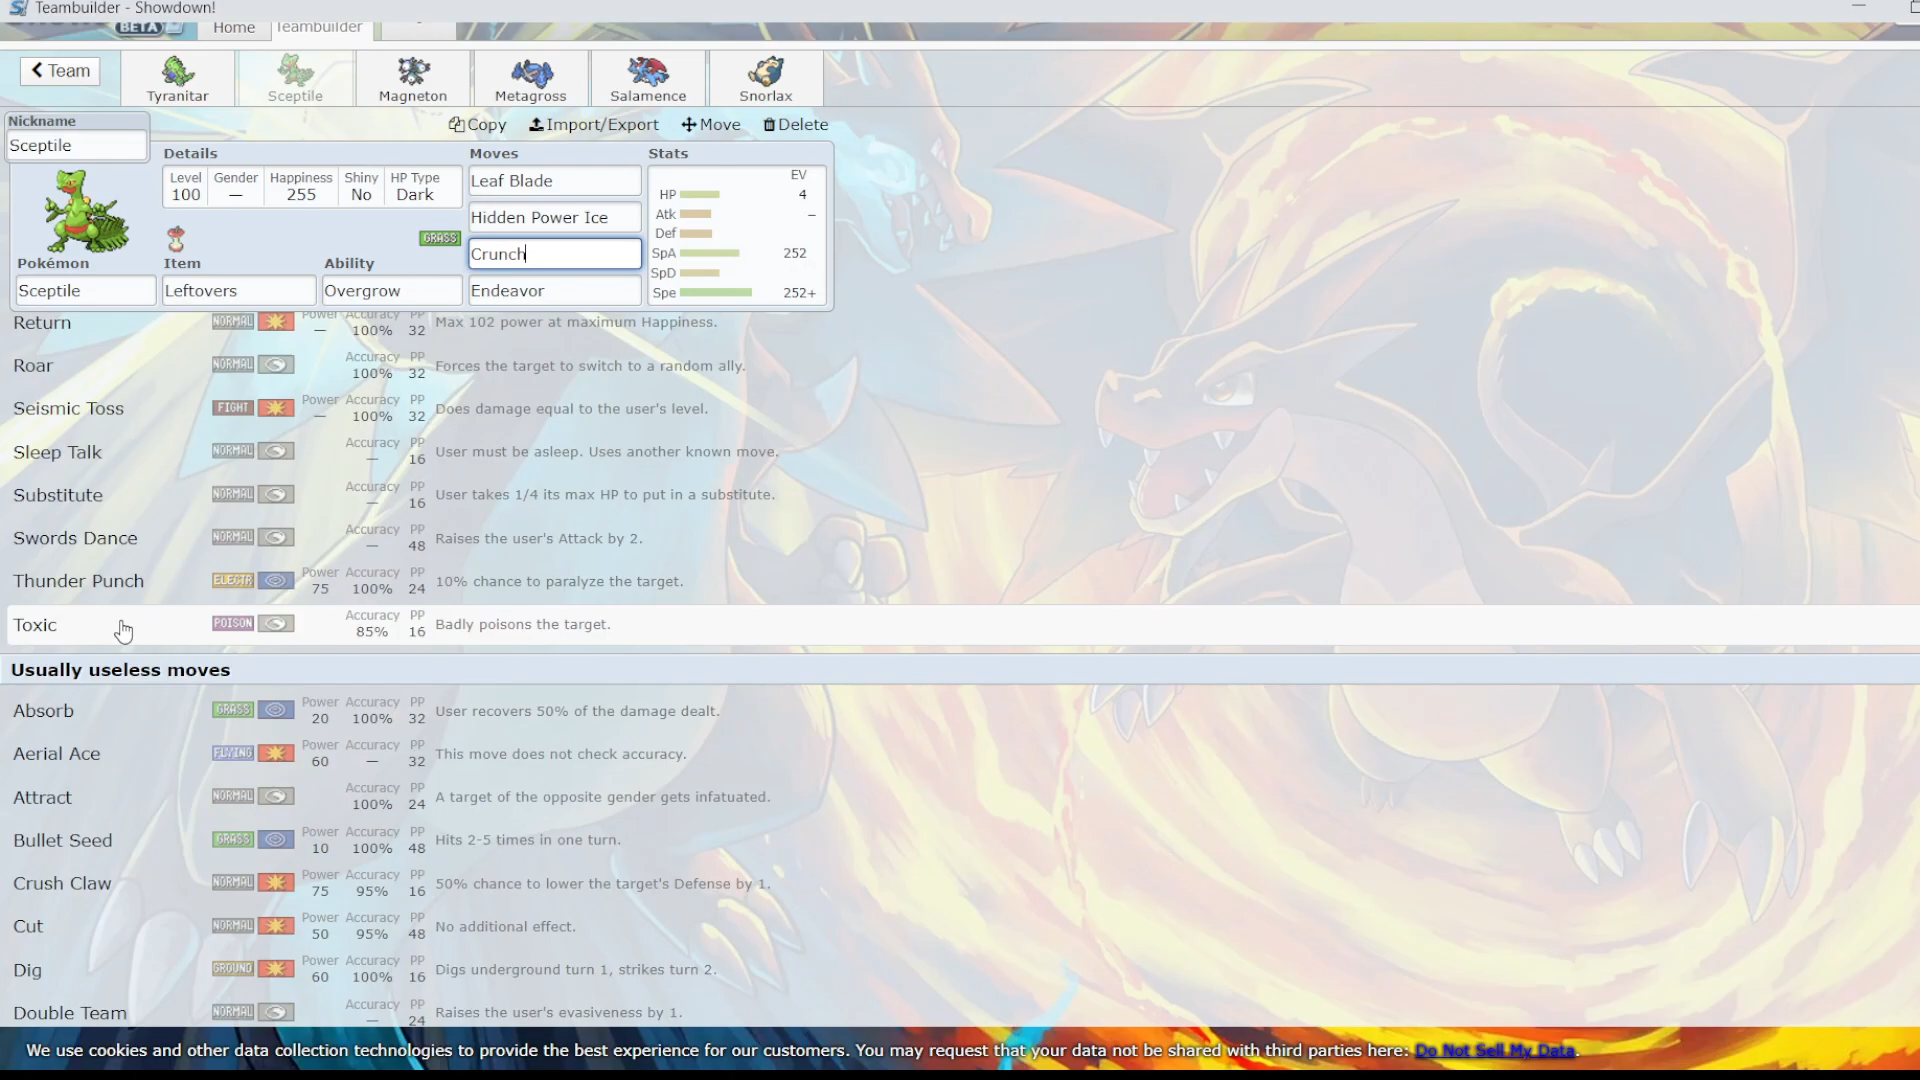 Teambuilder - Showdown!
BETA Home Teambuilder
Team
Tyranitar Sceptile Magneton Metagross Salamence Snorlax
Copy Import/Export Move Delete
Nickname
Sceptile
Details Moves Stats
Level Gender Happiness Shiny HP Type
100 — 255 No Dark
Leaf Blade
Hidden Power Ice
Crunch
Endeavor
GRASS
Pokémon Item Ability
Sceptile Leftovers Overgrow
EV
HP 4
Atk –
Def
SpA 252
SpD
Spe 252+
Return NORMAL Power — Accuracy 100% PP 32 Max 102 power at maximum Happiness.
Roar NORMAL Accuracy 100% PP 32 Forces the target to switch to a random ally.
Seismic Toss FIGHT Power — Accuracy 100% PP 32 Does damage equal to the user's level.
Sleep Talk NORMAL Accuracy — PP 16 User must be asleep. Uses another known move.
Substitute NORMAL Accuracy — PP 16 User takes 1/4 its max HP to put in a substitute.
Swords Dance NORMAL Accuracy — PP 48 Raises the user's Attack by 2.
Thunder Punch ELECTR Power 75 Accuracy 100% PP 24 10% chance to paralyze the target.
Toxic POISON Accuracy 85% PP 16 Badly poisons the target.
Usually useless moves
Absorb GRASS Power 20 Accuracy 100% PP 32 User recovers 50% of the damage dealt.
Aerial Ace FLYING Power 60 Accuracy — PP 32 This move does not check accuracy.
Attract NORMAL Accuracy 100% PP 24 A target of the opposite gender gets infatuated.
Bullet Seed GRASS Power 10 Accuracy 100% PP 48 Hits 2-5 times in one turn.
Crush Claw NORMAL Power 75 Accuracy 95% PP 16 50% chance to lower the target's Defense by 1.
Cut NORMAL Power 50 Accuracy 95% PP 48 No additional effect.
Dig GROUND Power 60 Accuracy 100% PP 16 Digs underground turn 1, strikes turn 2.
Double Team NORMAL Accuracy — PP 24 Raises the user's evasiveness by 1.
We use cookies and other data collection technologies to provide the best experience for our customers. You may request that your data not be shared with third parties here: Do Not Sell My Data.